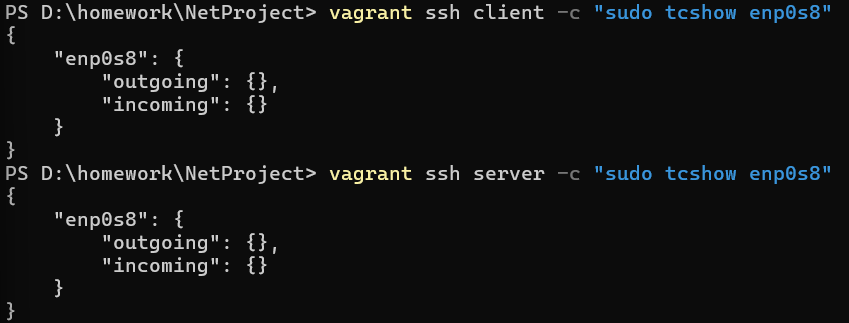 PS D:\homework\NetProject> vagrant ssh client -c "sudo tcshow enp0s8"
{
    "enp0s8": {
        "outgoing": {},
        "incoming": {}
    }
}
PS D:\homework\NetProject> vagrant ssh server -c "sudo tcshow enp0s8"
{
    "enp0s8": {
        "outgoing": {},
        "incoming": {}
    }
}